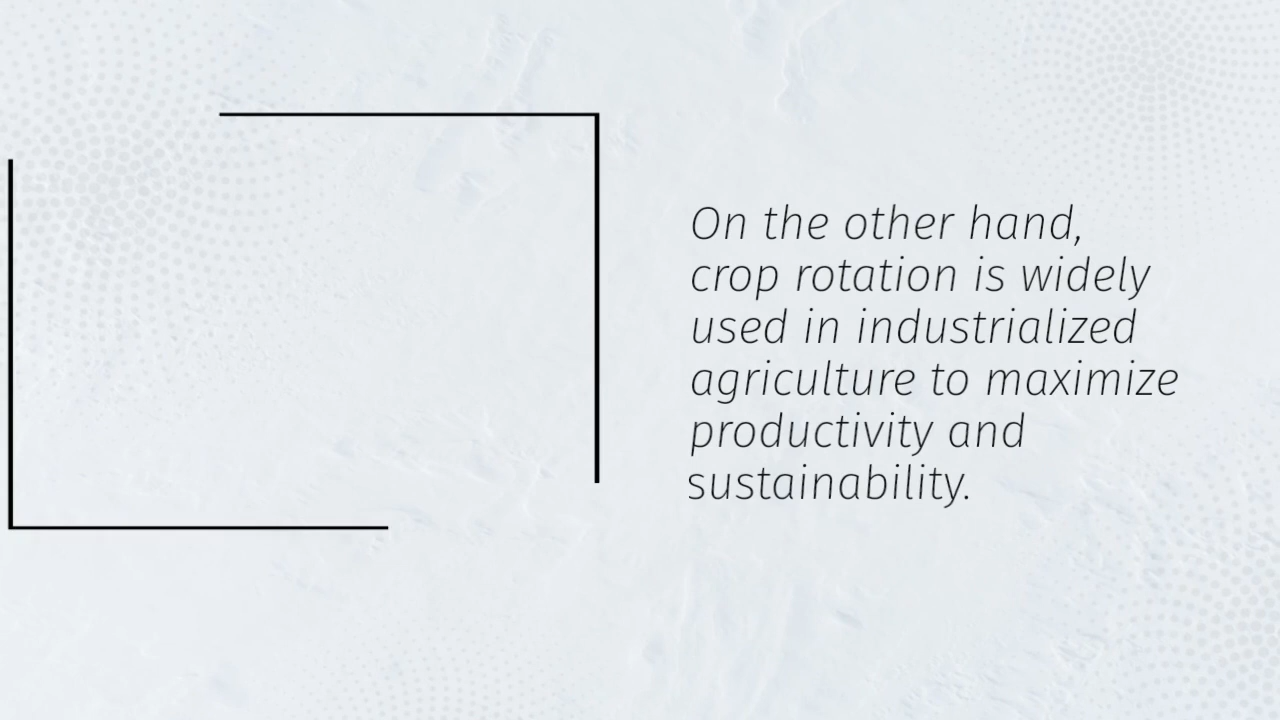 On the other hand,
crop rotation is widely
used in industrialized
agriculture to maximize
productivity and
sustainability.